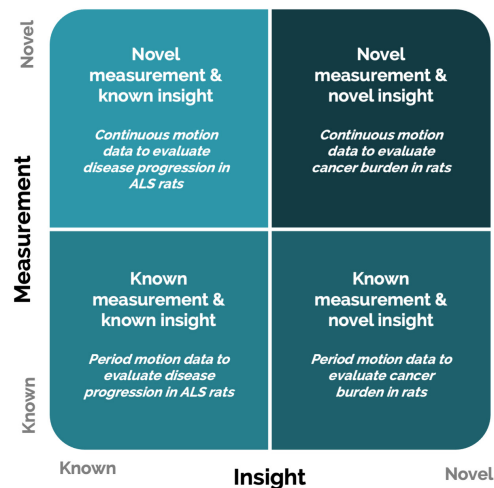 Novel
Measurement
Known
Novel
measurement &
known insight
Continuous motion
data to evaluate
disease progression in
ALS rats
Novel
measurement &
novel insight
Continuous motion
data to evaluate
cancer burden in rats
Known
measurement &
known insight
Period motion data to
evaluate disease
progression in ALS rats
Known
measurement &
novel insight
Period motion data to
evaluate cancer
burden in rats
Known
Insight
Novel